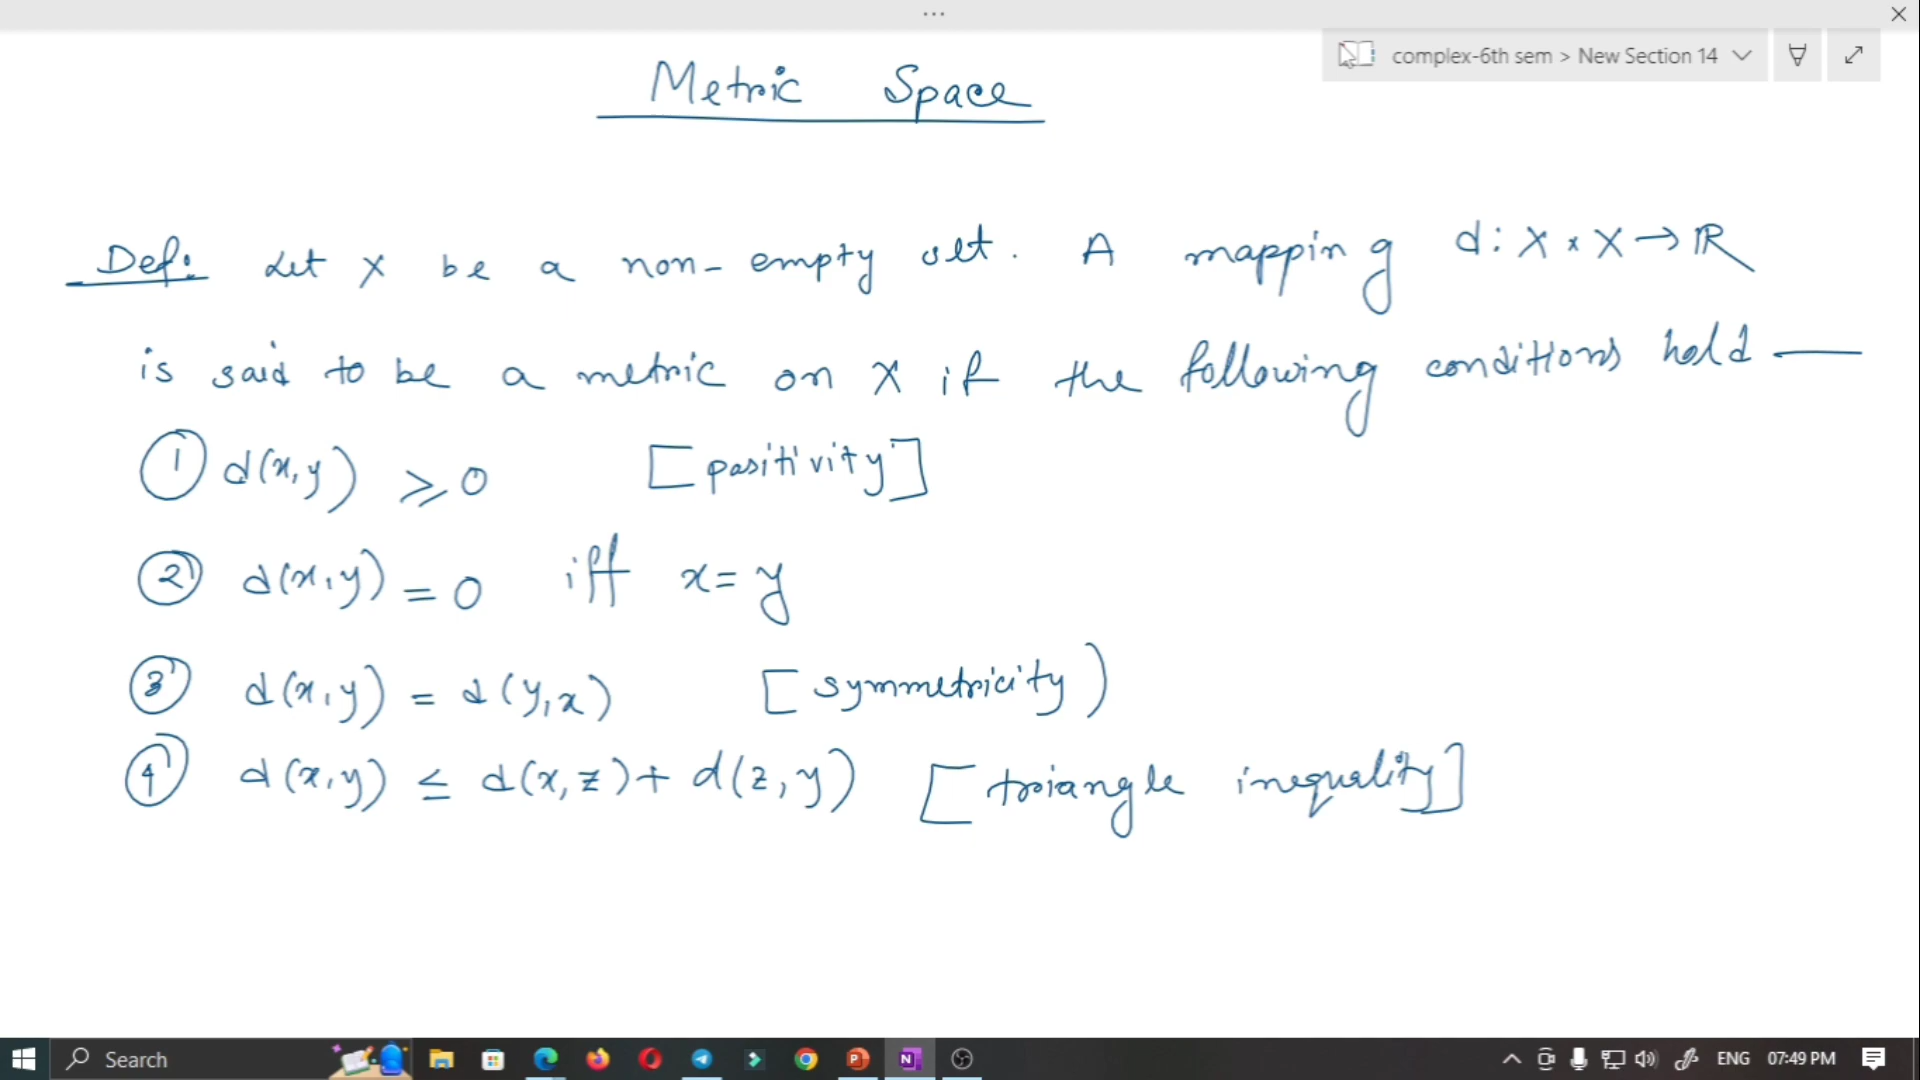 complex-6th sem > New Section 14
Metric Space
Def: Let X be a non-empty set. A mapping d: X × X → ℝ
is said to be a metric on X if the following conditions hold —
① d(x,y) ⩾ 0 [positivity]
② d(x,y) = 0 iff x = y
③ d(x,y) = d(y,x) [symmetricity)
④ d(x,y) ≤ d(x,z) + d(z,y) [triangle inequality]
Search
ENG 07:49 PM